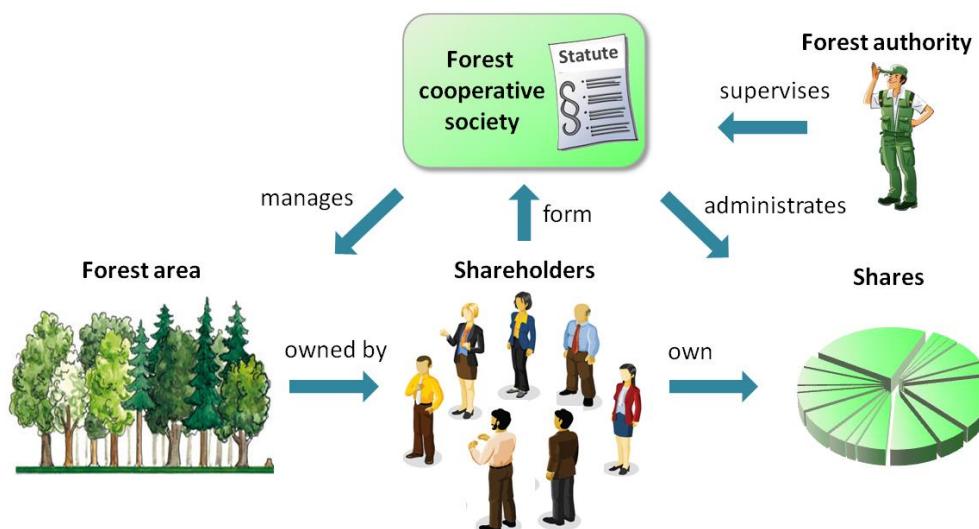 Forest
cooperative
society
Statute
§
Forest authority
supervises
manages
form
administrates
Forest area
Shareholders
Shares
owned by
own